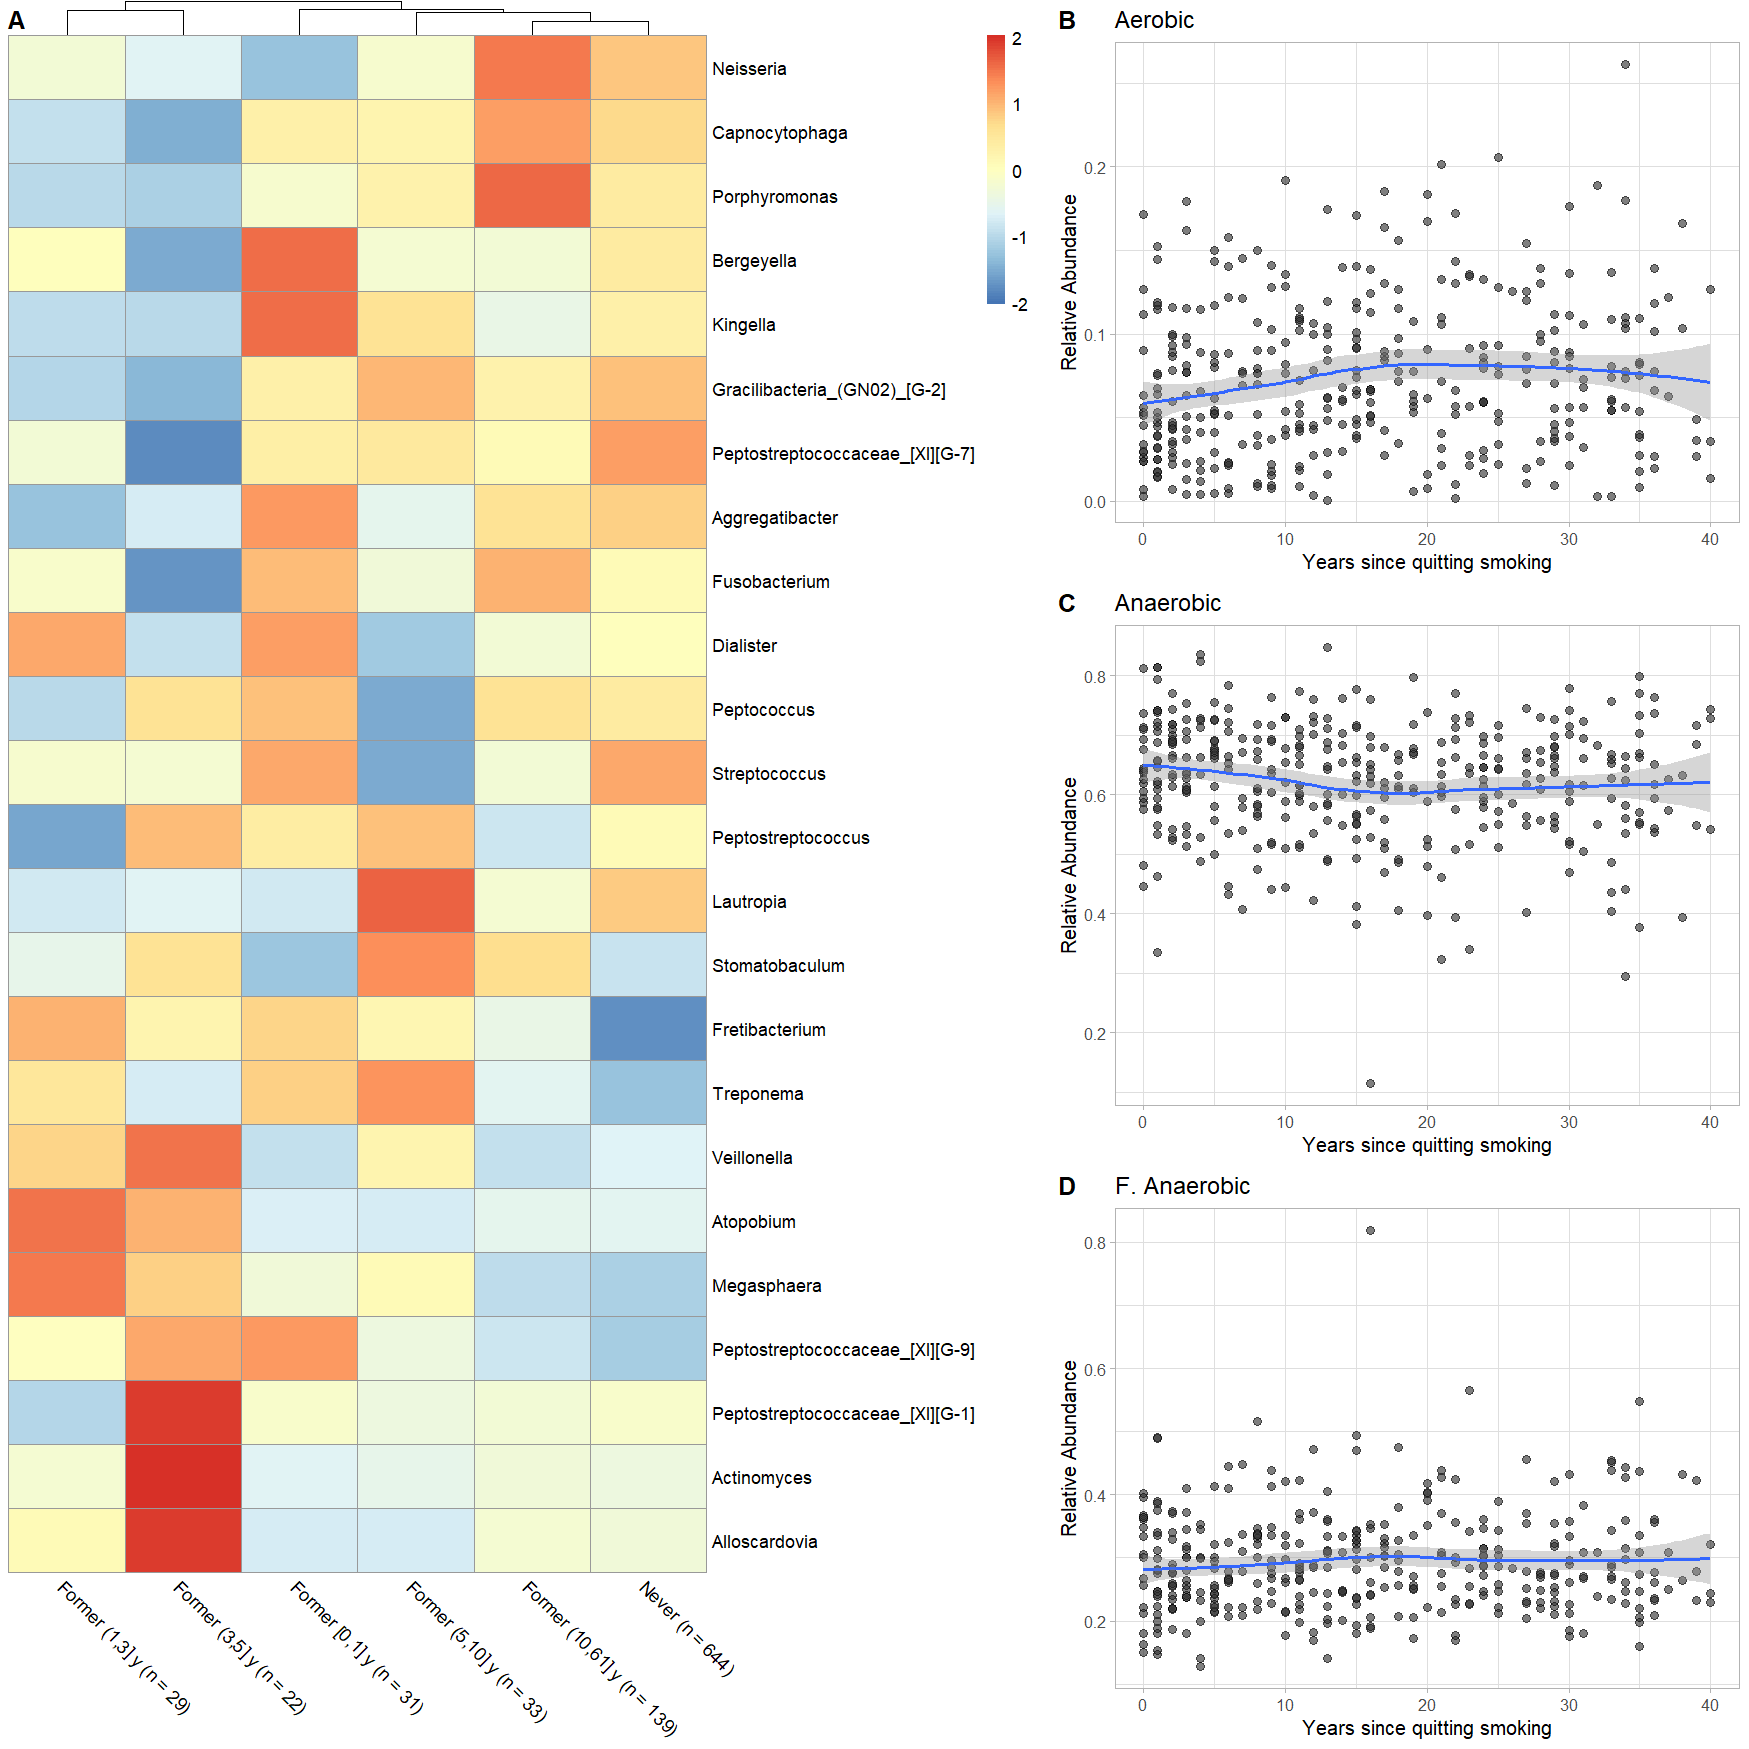 A
Neisseria
Capnocytophaga
Porphyromonas
Bergeyella
Kingella
Gracilibacteria_(GN02)_[G-2]
Peptostreptococcaceae_[XI][G-7]
Aggregatibacter
Fusobacterium
Dialister
Peptococcus
Streptococcus
Peptostreptococcus
Lautropia
Stomatobaculum
Fretibacterium
Treponema
Veillonella
Atopobium
Megasphaera
Peptostreptococcaceae_[XI][G-9]
Peptostreptococcaceae_[XI][G-1]
Actinomyces
Alloscardovia
Former (1,3] y (n = 29)
Former (3,5] y (n = 22)
Former [0,1] y (n = 31)
Former (5,10] y (n = 33)
Former (10,61] y (n = 139)
Never (n = 644)
2
1
0
-1
-2
B Aerobic
Relative Abundance
0.2
0.1
0.0
0 10 20 30 40
Years since quitting smoking
C Anaerobic
Relative Abundance
0.8
0.6
0.4
0.2
0 10 20 30 40
Years since quitting smoking
D F. Anaerobic
Relative Abundance
0.8
0.6
0.4
0.2
0 10 20 30 40
Years since quitting smoking